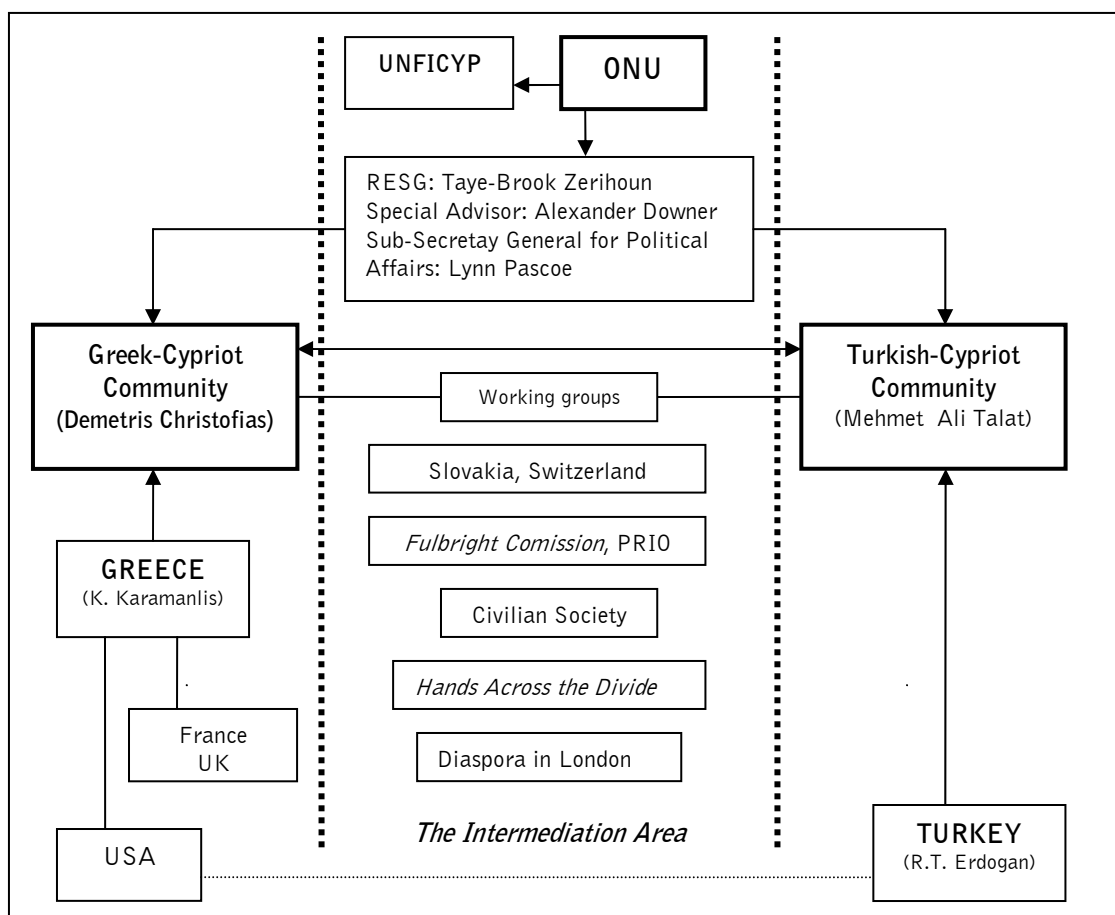 UNFICYP
ONU
RESG: Taye-Brook Zerihoun
Special Advisor: Alexander Downer
Sub-Secretay General for Political
Affairs: Lynn Pascoe
Greek-Cypriot
Community
(Demetris Christofias)
Turkish-Cypriot
Community
(Mehmet Ali Talat)
Working groups
Slovakia, Switzerland
Fulbright Comission, PRIO
GREECE
(K. Karamanlis)
Civilian Society
Hands Across the Divide
France
UK
Diaspora in London
The Intermediation Area
USA
TURKEY
(R.T. Erdogan)